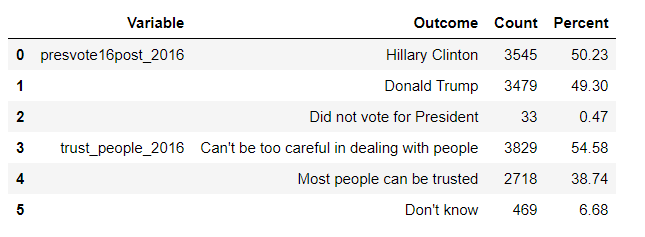 Variable Outcome Count Percent
0 presvote16post_2016 Hillary Clinton 3545 50.23
1 Donald Trump 3479 49.30
2 Did not vote for President 33 0.47
3 trust_people_2016 Can't be too careful in dealing with people 3829 54.58
4 Most people can be trusted 2718 38.74
5 Don't know 469 6.68